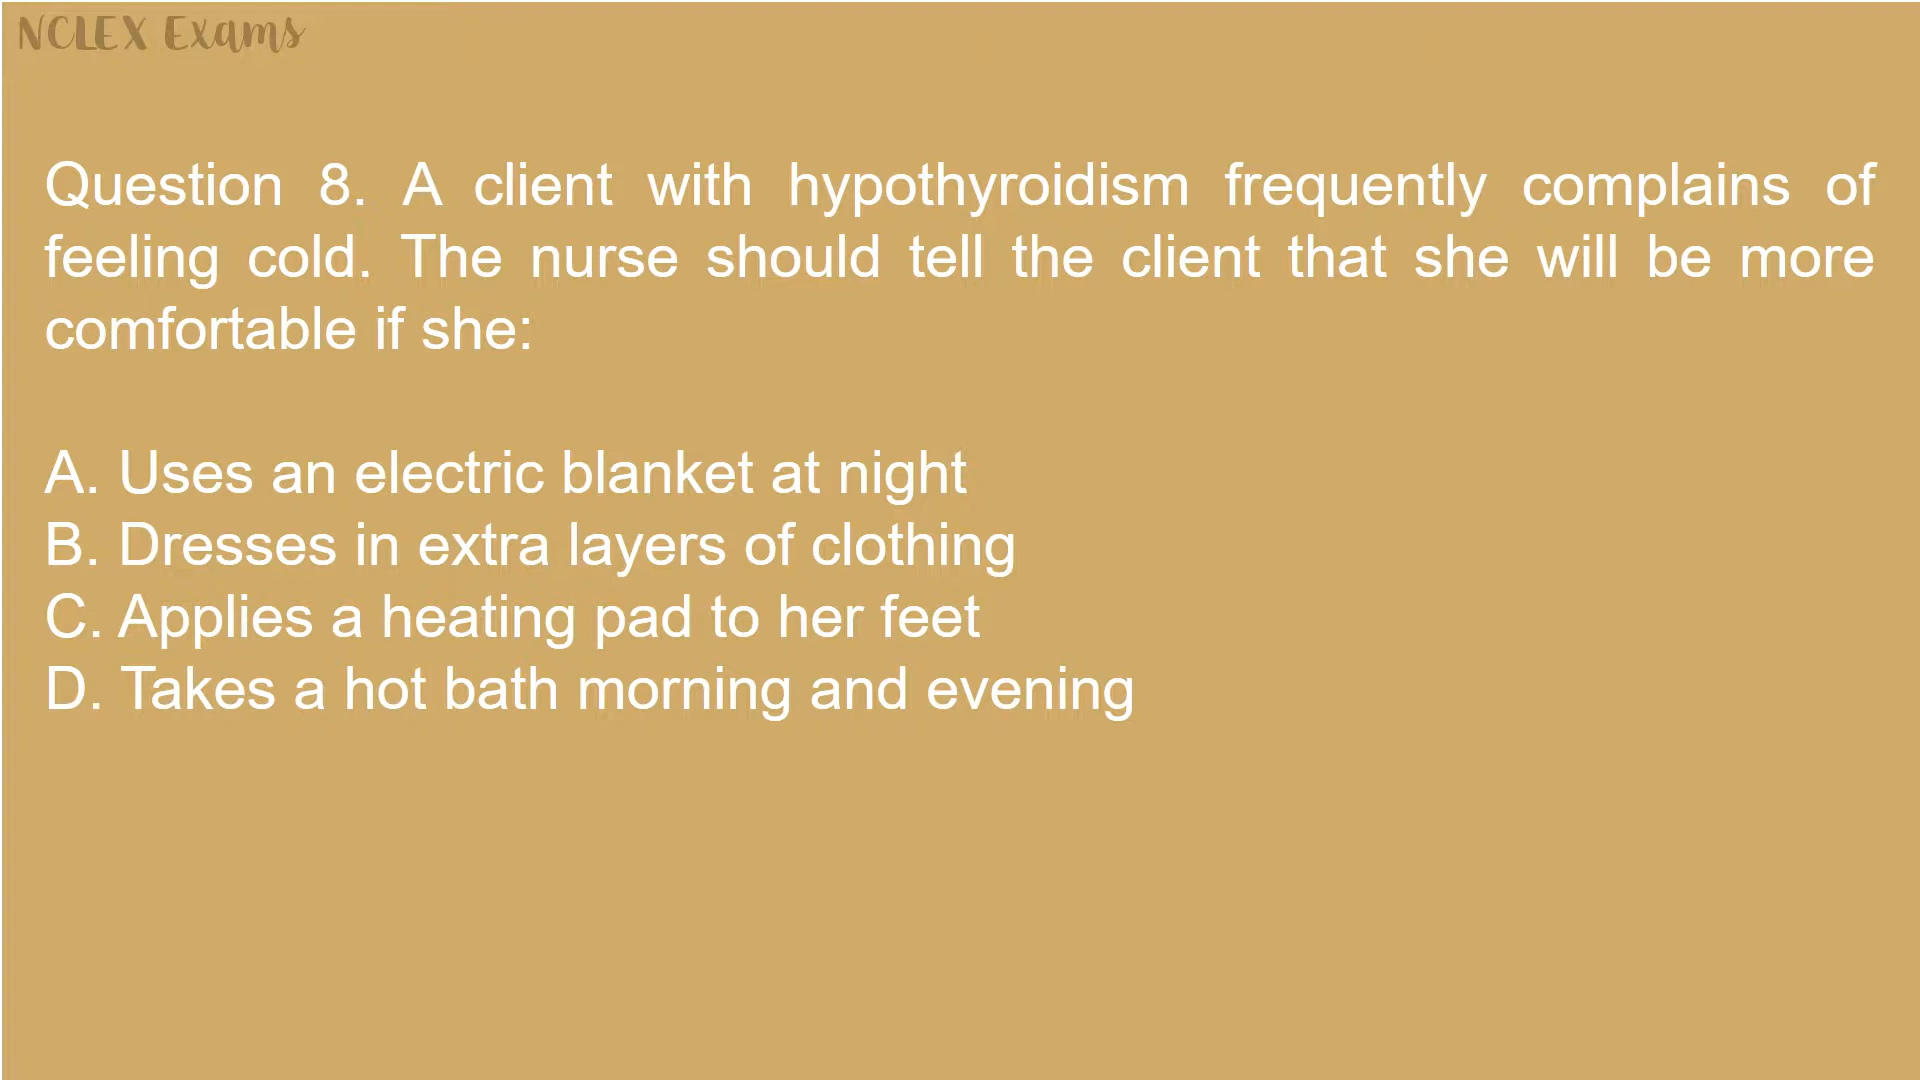 NCLEX Exams
Question 8. A client with hypothyroidism frequently complains of
feeling cold. The nurse should tell the client that she will be more
comfortable if she:
A. Uses an electric blanket at night
B. Dresses in extra layers of clothing
C. Applies a heating pad to her feet
D. Takes a hot bath morning and evening